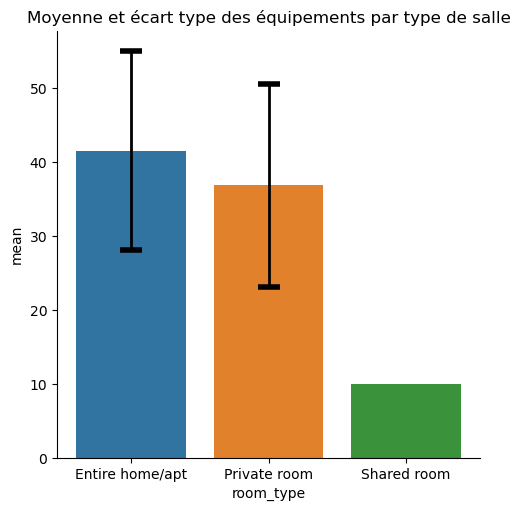 Moyenne et écart type des équipements par type de salle
50
40
30
20
10
0
mean
Entire home/apt
Private room
Shared room
room_type